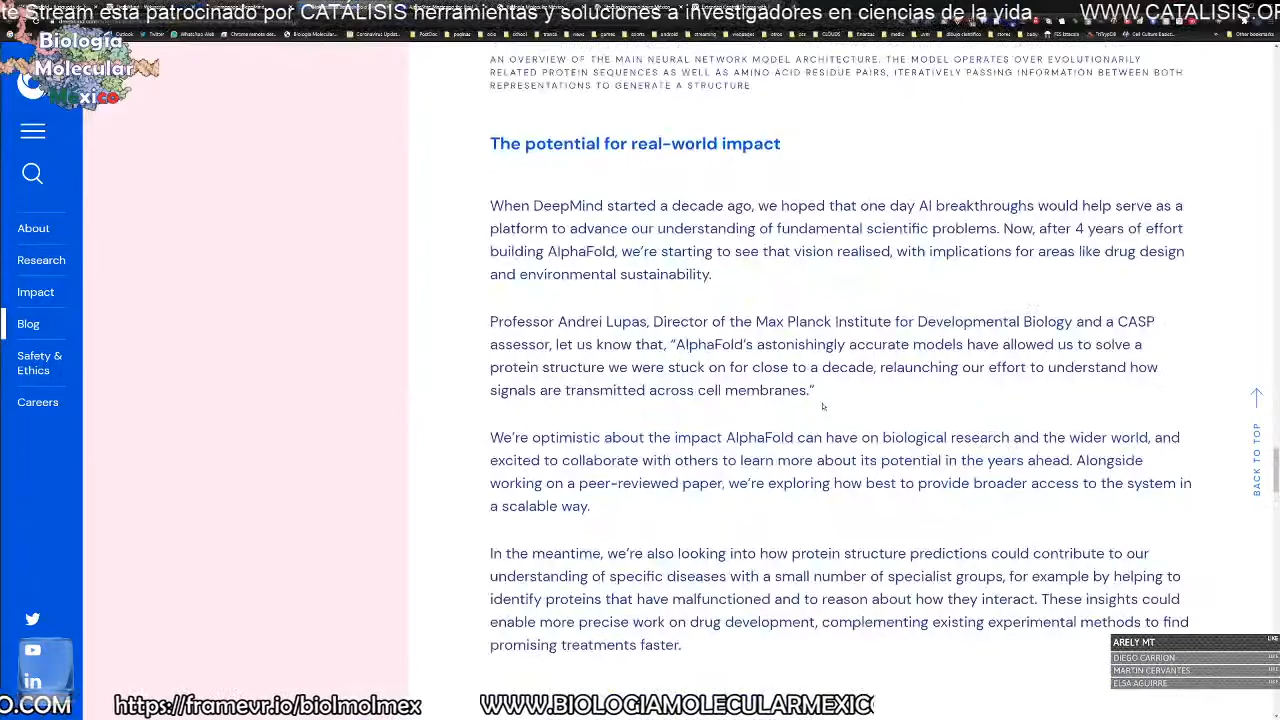 te Stream esta patrocinado por CATALISIS herramientas y soluciones a investigadores en ciencias de la vida. WWW.CATALISIS.OR
Biología
Molecular
México
About
Research
Impact
Blog
Safety &
Ethics
Careers
AN OVERVIEW OF THE MAIN NEURAL NETWORK MODEL ARCHITECTURE. THE MODEL OPERATES OVER EVOLUTIONARILY
RELATED PROTEIN SEQUENCES AS WELL AS AMINO ACID RESIDUE PAIRS, ITERATIVELY PASSING INFORMATION BETWEEN BOTH
REPRESENTATIONS TO GENERATE A STRUCTURE
The potential for real-world impact
When DeepMind started a decade ago, we hoped that one day AI breakthroughs would help serve as a
platform to advance our understanding of fundamental scientific problems. Now, after 4 years of effort
building AlphaFold, we’re starting to see that vision realised, with implications for areas like drug design
and environmental sustainability.
Professor Andrei Lupas, Director of the Max Planck Institute for Developmental Biology and a CASP
assessor, let us know that, “AlphaFold’s astonishingly accurate models have allowed us to solve a
protein structure we were stuck on for close to a decade, relaunching our effort to understand how
signals are transmitted across cell membranes.”
We’re optimistic about the impact AlphaFold can have on biological research and the wider world, and
excited to collaborate with others to learn more about its potential in the years ahead. Alongside
working on a peer-reviewed paper, we’re exploring how best to provide broader access to the system in
a scalable way.
In the meantime, we’re also looking into how protein structure predictions could contribute to our
understanding of specific diseases with a small number of specialist groups, for example by helping to
identify proteins that have malfunctioned and to reason about how they interact. These insights could
enable more precise work on drug development, complementing existing experimental methods to find
promising treatments faster.
BACK TO TOP
ARELY MT LIKE
DIEGO CARRION
MARTIN CERVANTES
ELSA AGUIRRE
O.COM https://framevr.io/biolmolmex WWW.BIOLOGIAMOLECULARMEXIC